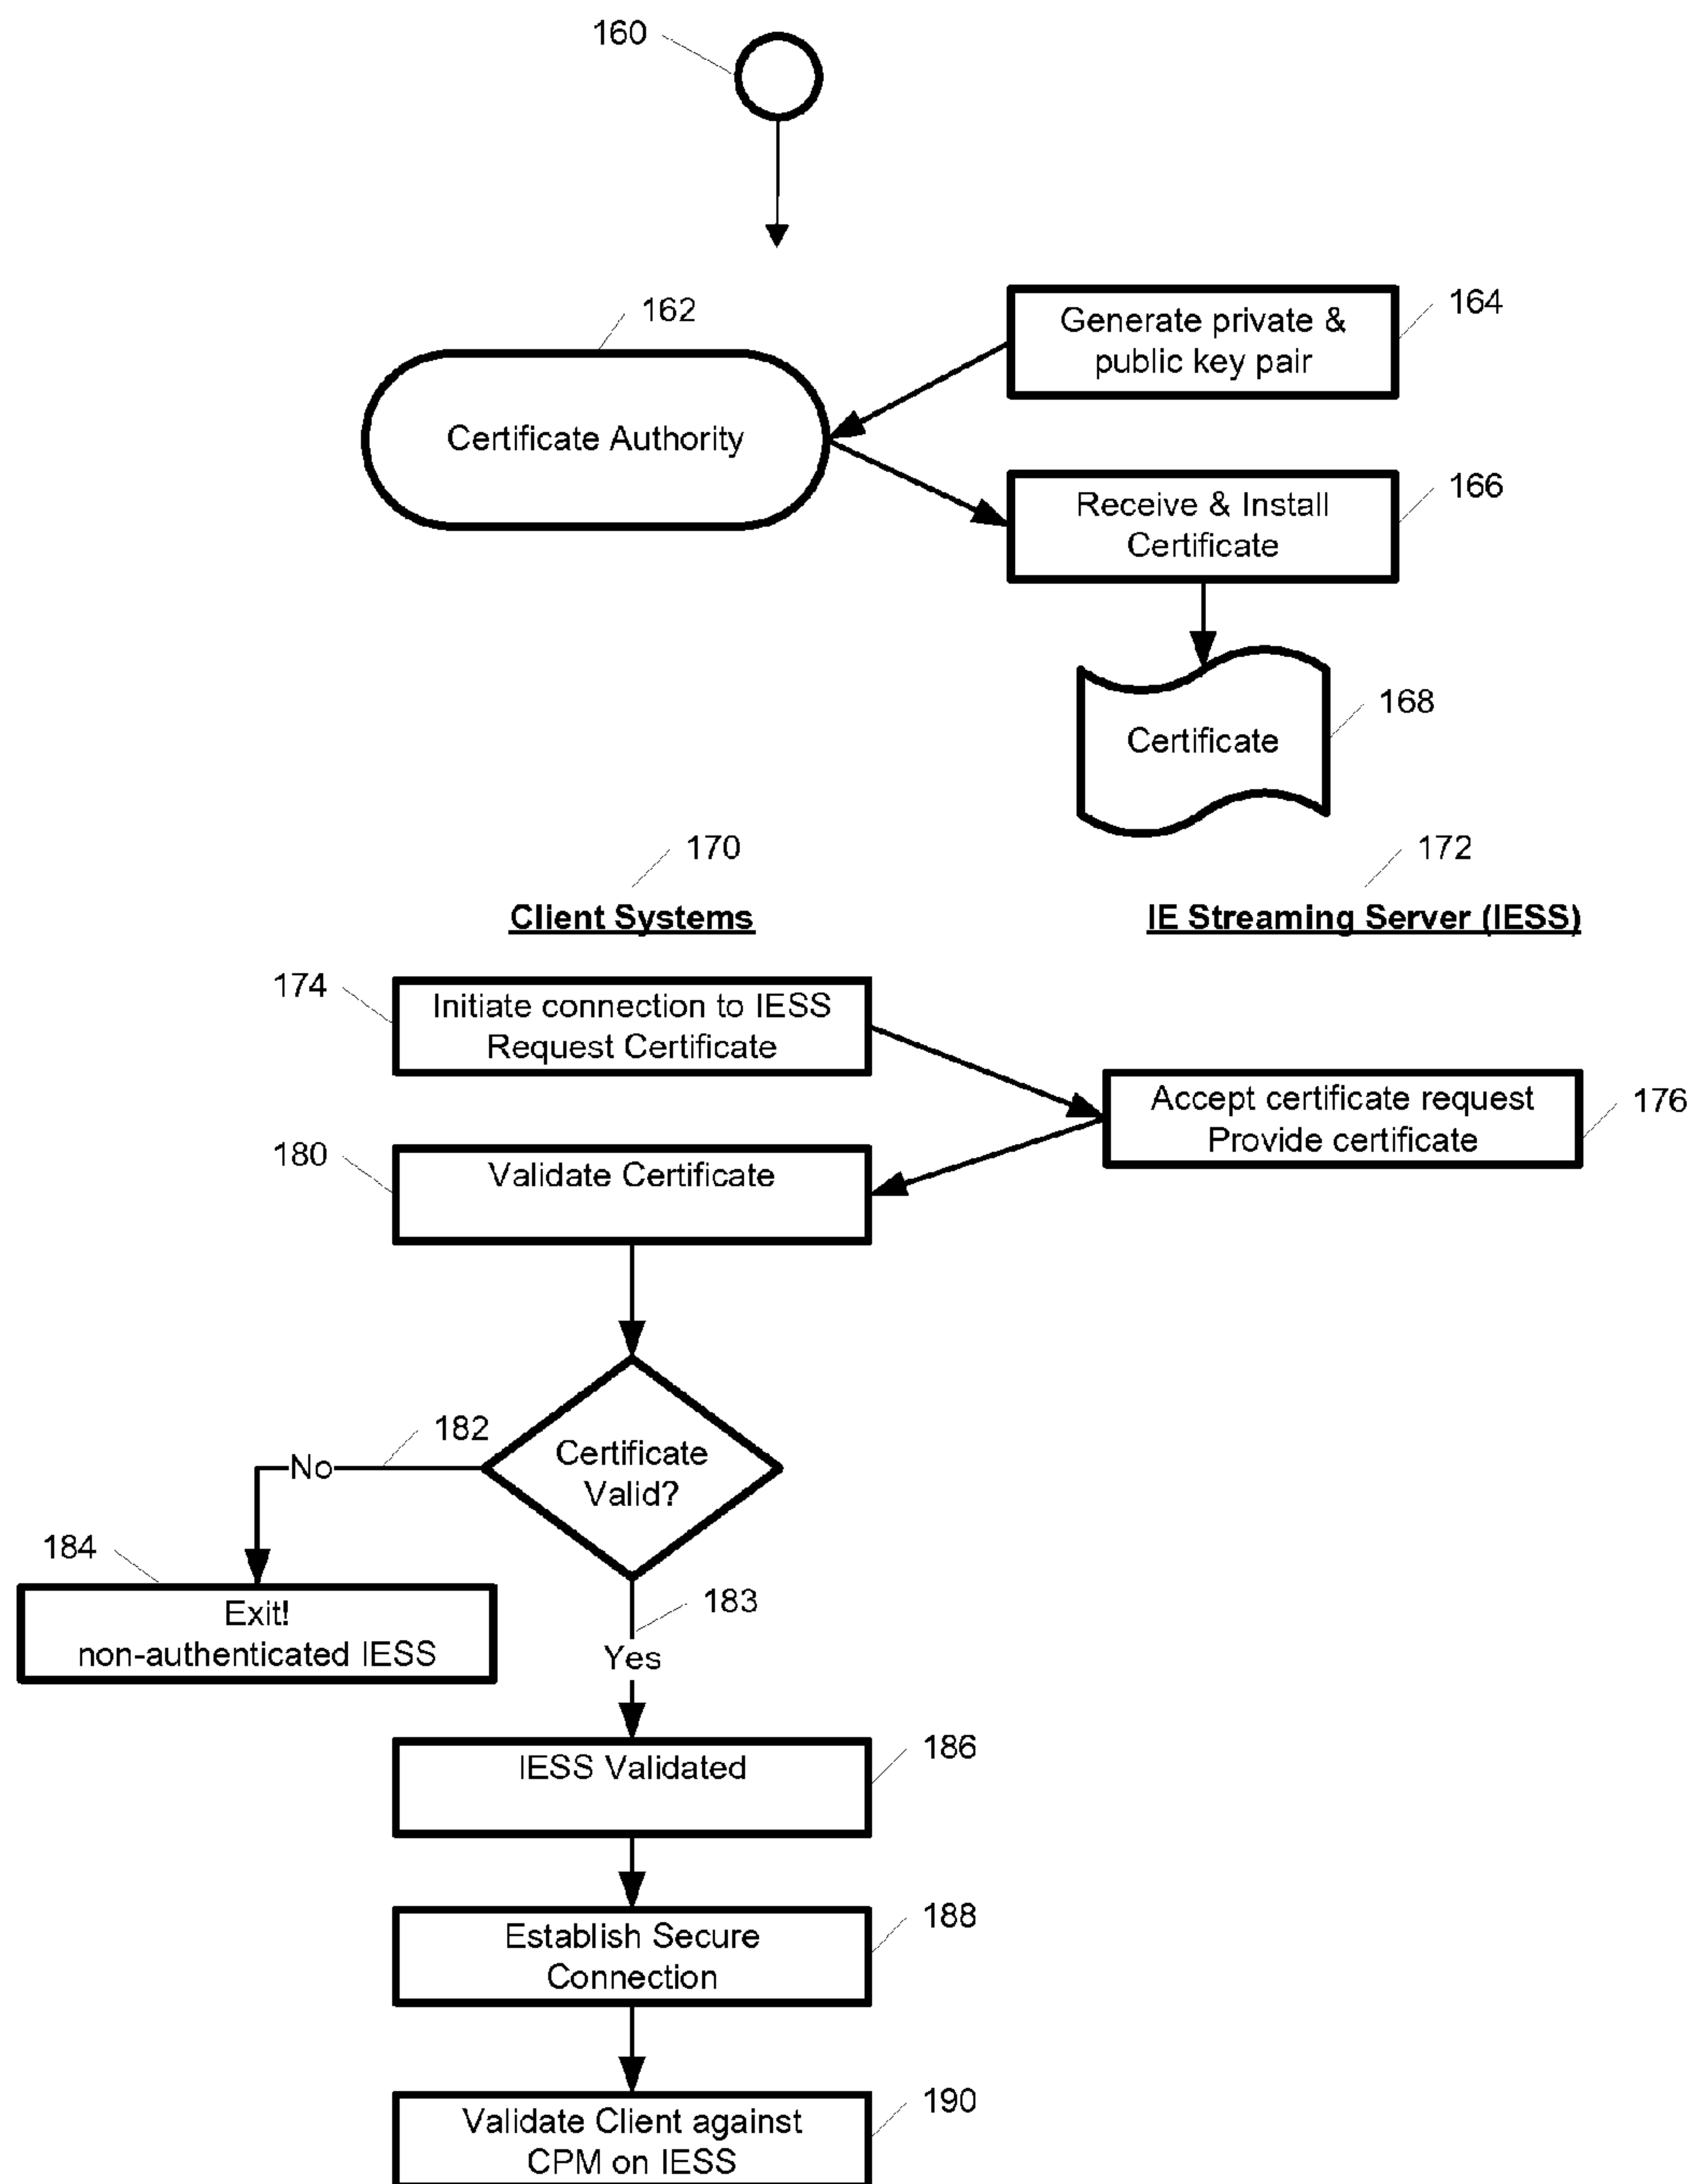 160
162
Generate private &
public key pair
164
Certificate Authority
Receive & Install
Certificate
166
Certificate
168
170
172
Client Systems
IE Streaming Server (IESS)
174
Initiate connection to IESS
Request Certificate
Accept certificate request
Provide certificate
176
180
Validate Certificate
182
No
Certificate
Valid?
184
Exit!
non-authenticated IESS
183
Yes
IESS Validated
186
Establish Secure
Connection
188
Validate Client against
CPM on IESS
190